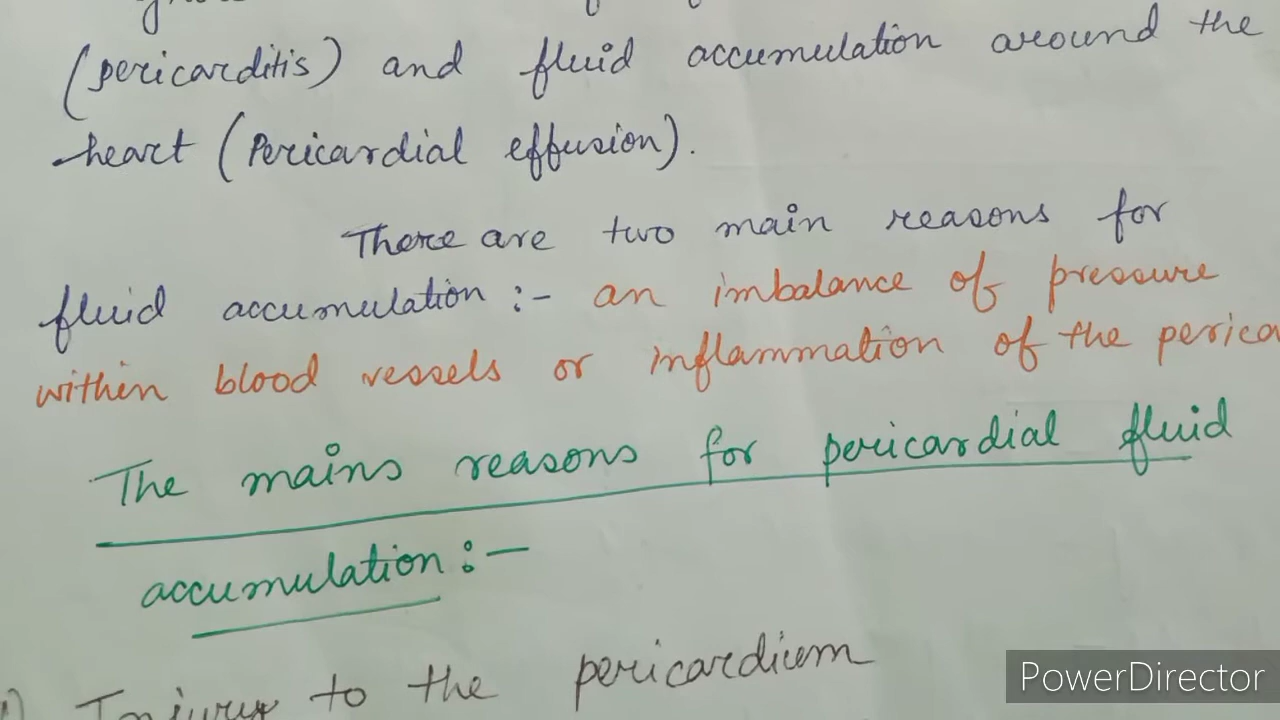 (pericarditis) and fluid accumulation around the
heart (Pericardial effusion).
There are two main reasons for
fluid accumulation :- an imbalance of pressure
within blood vessels or inflammation of the perica
The mains reasons for pericardial fluid
accumulation :-
Injury to the pericardium
PowerDirector